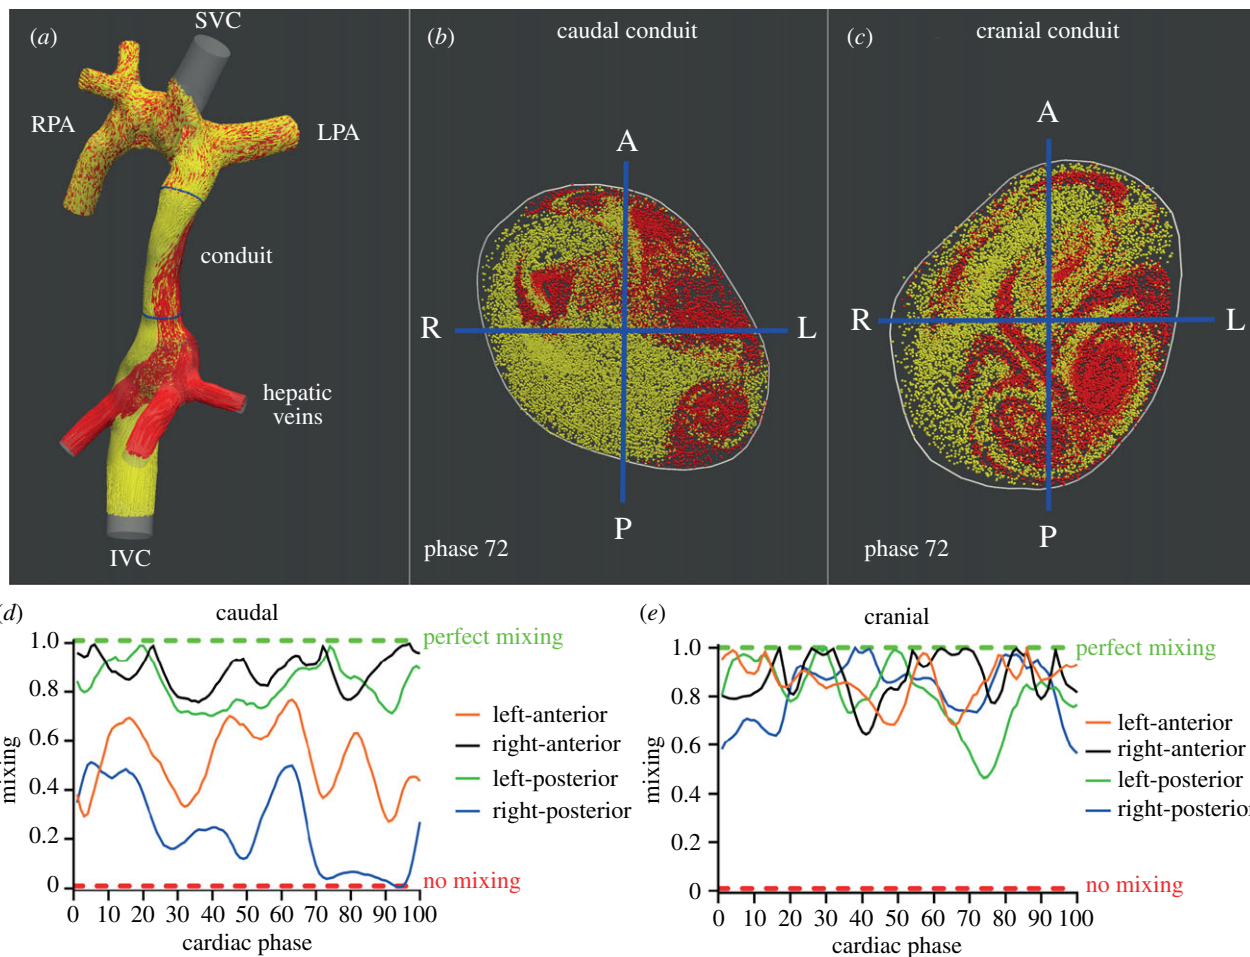 (a)
SVC
RPA
LPA
conduit
hepatic
veins
IVC
(b)
caudal conduit
A
R
L
P
phase 72
(c)
cranial conduit
A
R
L
P
phase 72
(d)
caudal
perfect mixing
1.0
0.8
0.6
0.4
0.2
0
mixing
left-anterior
right-anterior
left-posterior
right-posterior
no mixing
0 10 20 30 40 50 60 70 80 90 100
cardiac phase
(e)
cranial
perfect mixing
1.0
0.8
0.6
0.4
0.2
0
mixing
left-anterior
right-anterior
left-posterior
right-posterior
no mixing
0 10 20 30 40 50 60 70 80 90 100
cardiac phase